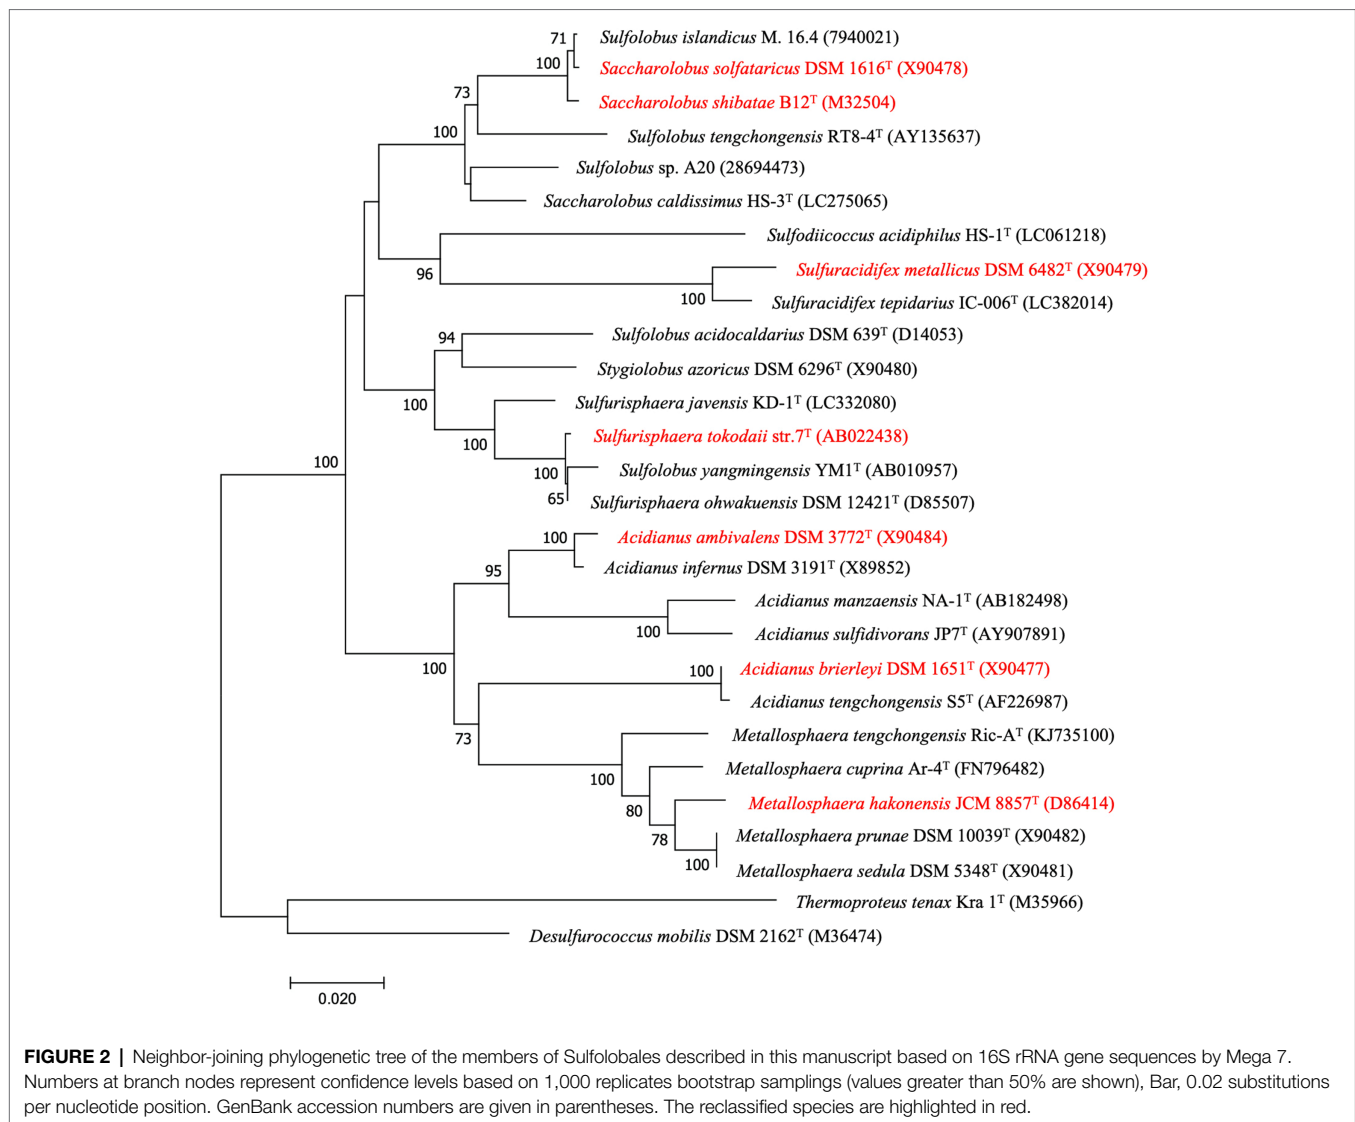 71
Sulfolobus islandicus M. 16.4 (7940021)
100
Saccharolobus solfataricus DSM 1616ᵀ (X90478)
73
Saccharolobus shibatae B12ᵀ (M32504)
100
Sulfolobus tengchongensis RT8-4ᵀ (AY135637)
Sulfolobus sp. A20 (28694473)
Saccharolobus caldissimus HS-3ᵀ (LC275065)
Sulfodiicoccus acidiphilus HS-1ᵀ (LC061218)
96
Sulfuracidifex metallicus DSM 6482ᵀ (X90479)
100
Sulfuracidifex tepidarius IC-006ᵀ (LC382014)
94
Sulfolobus acidocaldarius DSM 639ᵀ (D14053)
Stygiolobus azoricus DSM 6296ᵀ (X90480)
100
Sulfurisphaera javensis KD-1ᵀ (LC332080)
100
Sulfurisphaera tokodaii str.7ᵀ (AB022438)
100
100
Sulfolobus yangmingensis YM1ᵀ (AB010957)
65
Sulfurisphaera ohwakuensis DSM 12421ᵀ (D85507)
100
Acidianus ambivalens DSM 3772ᵀ (X90484)
95
Acidianus infernus DSM 3191ᵀ (X89852)
Acidianus manzaensis NA-1ᵀ (AB182498)
100
Acidianus sulfidivorans JP7ᵀ (AY907891)
100
100
Acidianus brierleyi DSM 1651ᵀ (X90477)
Acidianus tengchongensis S5ᵀ (AF226987)
73
Metallosphaera tengchongensis Ric-Aᵀ (KJ735100)
100
Metallosphaera cuprina Ar-4ᵀ (FN796482)
80
Metallosphaera hakonensis JCM 8857ᵀ (D86414)
78
Metallosphaera prunae DSM 10039ᵀ (X90482)
100
Metallosphaera sedula DSM 5348ᵀ (X90481)
Thermoproteus tenax Kra 1ᵀ (M35966)
Desulfurococcus mobilis DSM 2162ᵀ (M36474)
0.020
FIGURE 2 | Neighbor-joining phylogenetic tree of the members of Sulfolobales described in this manuscript based on 16S rRNA gene sequences by Mega 7.
Numbers at branch nodes represent confidence levels based on 1,000 replicates bootstrap samplings (values greater than 50% are shown), Bar, 0.02 substitutions
per nucleotide position. GenBank accession numbers are given in parentheses. The reclassified species are highlighted in red.